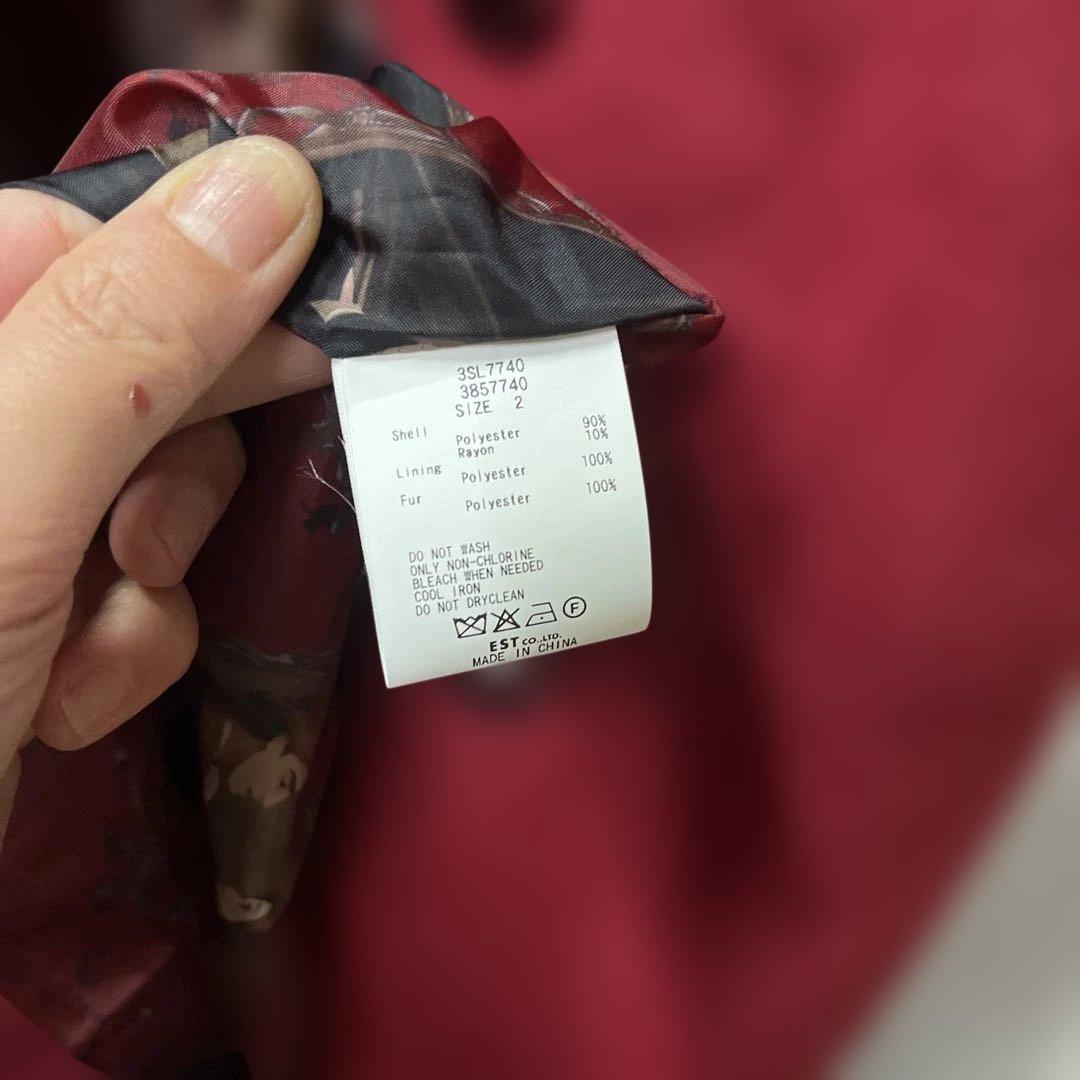 3SL7740
3857740
SIZE 2
Shell Polyester 90%
Rayon 10%
Lining Polyester 100%
Fur Polyester 100%
DO NOT WASH
ONLY NON-CHLORINE
BLEACH WHEN NEEDED
COOL IRON
DO NOT DRYCLEAN
F
EST CO.,LTD.
MADE IN CHINA